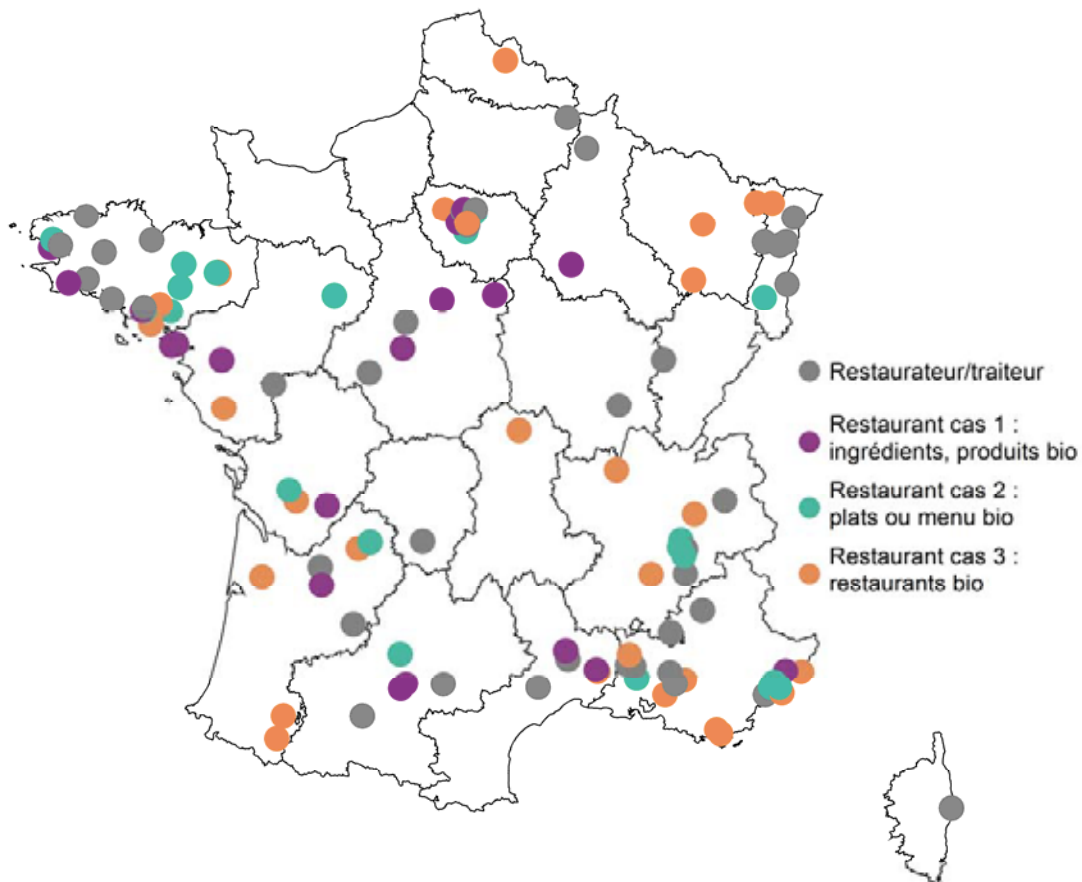 Restaurateur/traiteur
Restaurant cas 1 :
ingrédients, produits bio
Restaurant cas 2 :
plats ou menu bio
Restaurant cas 3 :
restaurants bio